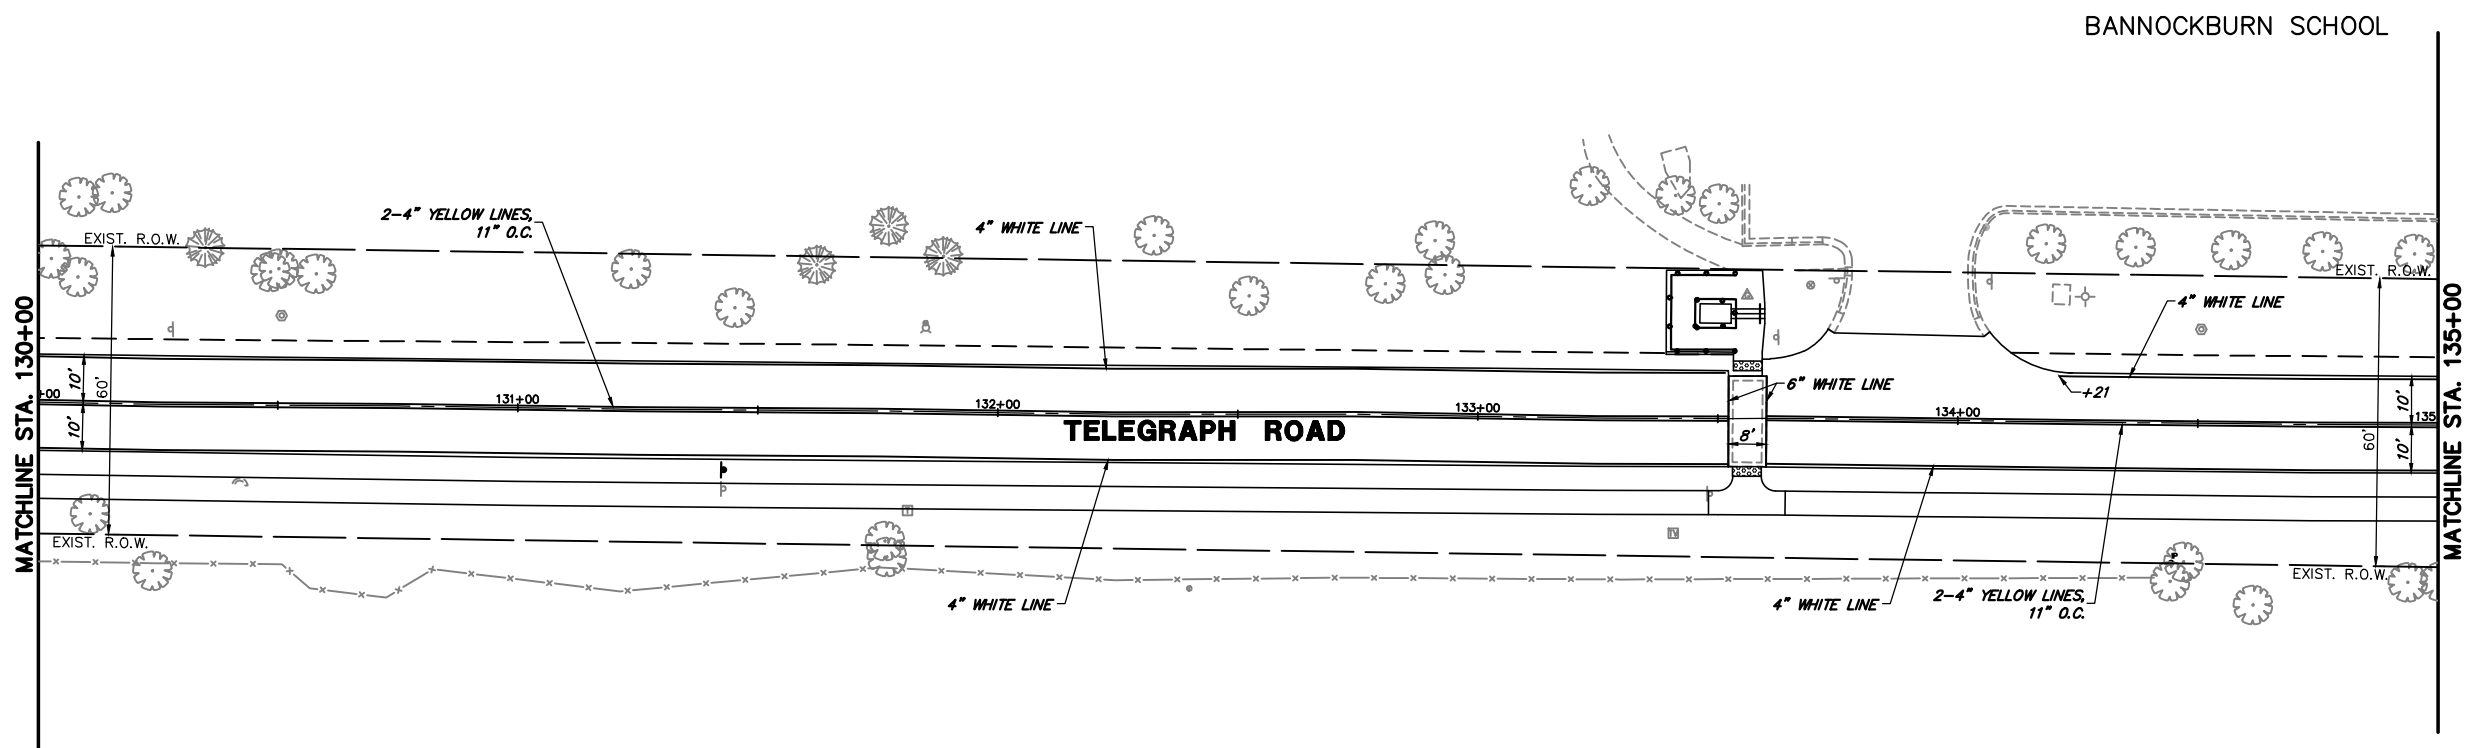 BANNOCKBURN SCHOOL
2-4" YELLOW LINES,
11" O.C.
4" WHITE LINE
EXIST. R.O.W.
EXIST. R.O.W.
4" WHITE LINE
MATCHLINE STA. 130+00
MATCHLINE STA. 135+00
10'
60'
6" WHITE LINE
+21
10'
+00
131+00
132+00
133+00
134+00
135
10'
TELEGRAPH ROAD
8'
60'
10'
T
TV
EXIST. R.O.W.
P
EXIST. R.O.W.
4" WHITE LINE
4" WHITE LINE
2-4" YELLOW LINES,
11" O.C.